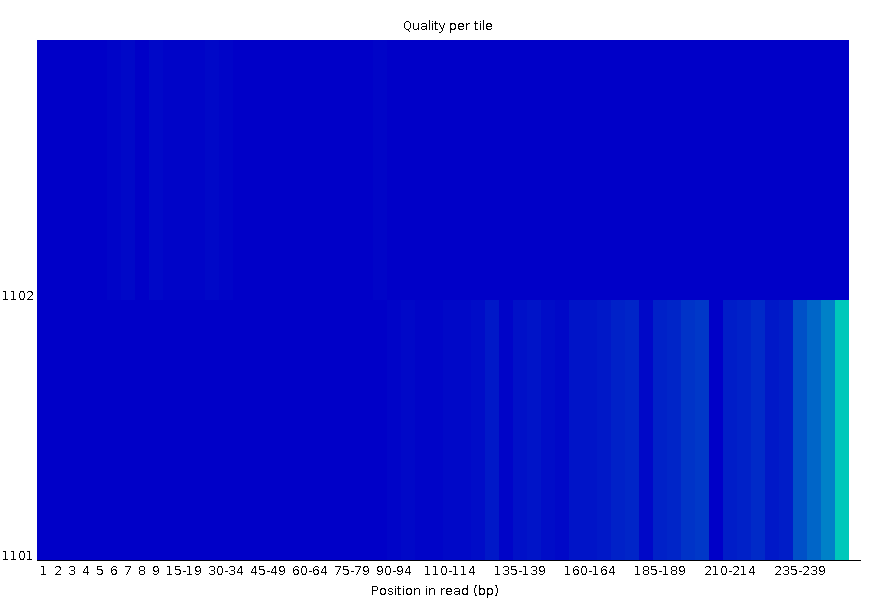 Quality per tile
1102
1101
1 2 3 4 5 6 7 8 9 15-19 30-34 45-49 60-64 75-79 90-94 110-114 135-139 160-164 185-189 210-214 235-239
Position in read (bp)